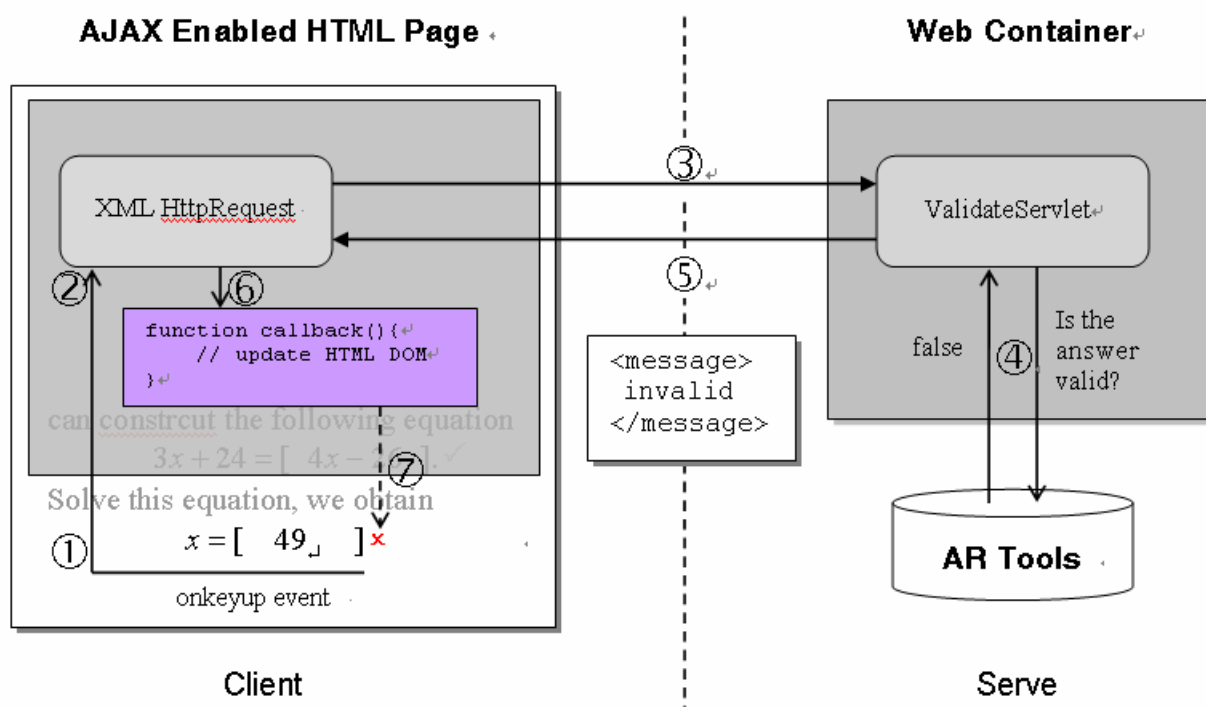 AJAX Enabled HTML Page
Web Container
XML HttpRequest
③
ValidateServlet
②
⑥
⑤
function callback(){
// update HTML DOM
}
<message>
invalid
</message>
false
④
Is the
answer
valid?
can constrcut the following equation
3x + 24 = [ 4x − 26 ]. ✓
⑦
Solve this equation, we obtain
①
x = [ 49 ] x
onkeyup event
AR Tools
Client
Serve